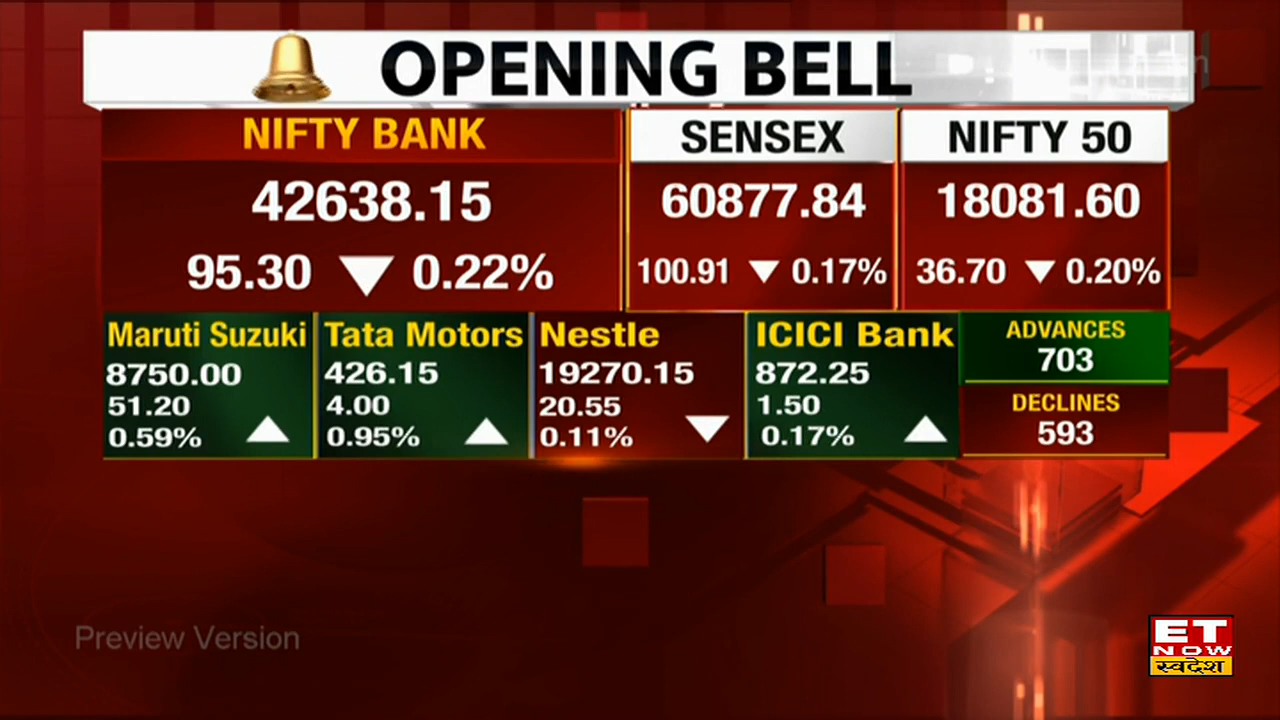 OPENING BELL
NIFTY BANK
42638.15
95.30 ▼ 0.22%
SENSEX
60877.84
100.91 ▼ 0.17%
NIFTY 50
18081.60
36.70 ▼ 0.20%
Maruti Suzuki
8750.00
51.20
0.59% ▲
Tata Motors
426.15
4.00
0.95% ▲
Nestle
19270.15
20.55
0.11% ▼
ICICI Bank
872.25
1.50
0.17% ▲
ADVANCES
703
DECLINES
593
Preview Version
ET
NOW
स्वदेश